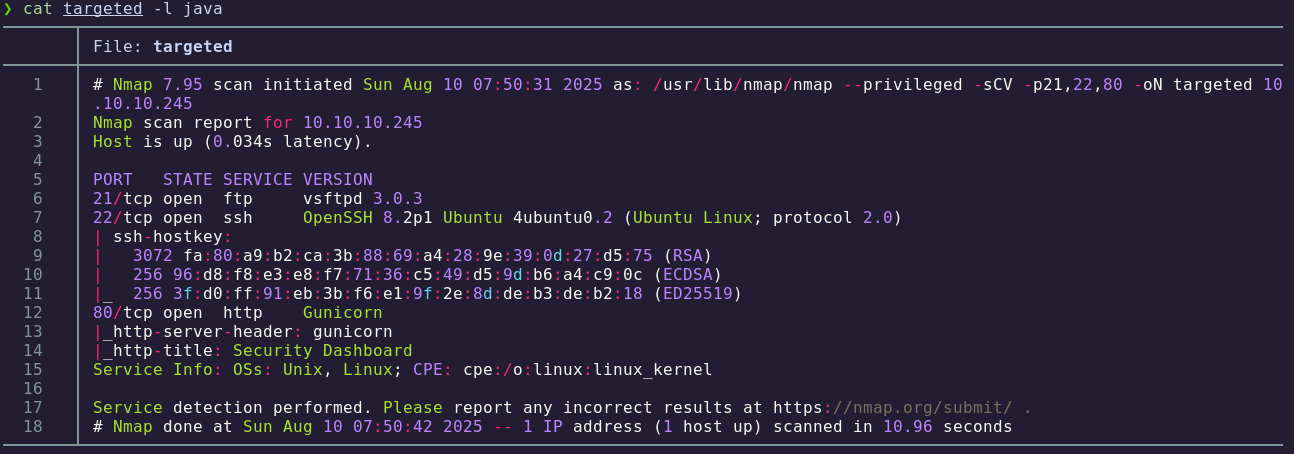 ❯ cat targeted -l java
File: targeted
1 # Nmap 7.95 scan initiated Sun Aug 10 07:50:31 2025 as: /usr/lib/nmap/nmap --privileged -sCV -p21,22,80 -oN targeted 10
.10.10.245
2 Nmap scan report for 10.10.10.245
3 Host is up (0.034s latency).
4
5 PORT   STATE SERVICE VERSION
6 21/tcp open  ftp     vsftpd 3.0.3
7 22/tcp open  ssh     OpenSSH 8.2p1 Ubuntu 4ubuntu0.2 (Ubuntu Linux; protocol 2.0)
8 | ssh-hostkey:
9 |   3072 fa:80:a9:b2:ca:3b:88:69:a4:28:9e:39:0d:27:d5:75 (RSA)
10 |   256 96:d8:f8:e3:e8:f7:71:36:c5:49:d5:9d:b6:a4:c9:0c (ECDSA)
11 |_  256 3f:d0:ff:91:eb:3b:f6:e1:9f:2e:8d:de:b3:de:b2:18 (ED25519)
12 80/tcp open  http    Gunicorn
13 |_http-server-header: gunicorn
14 |_http-title: Security Dashboard
15 Service Info: OSs: Unix, Linux; CPE: cpe:/o:linux:linux_kernel
16
17 Service detection performed. Please report any incorrect results at https://nmap.org/submit/ .
18 # Nmap done at Sun Aug 10 07:50:42 2025 -- 1 IP address (1 host up) scanned in 10.96 seconds